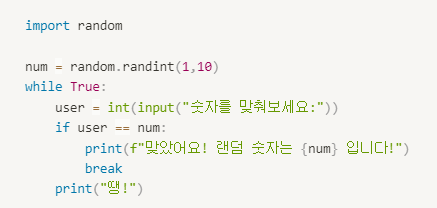 import random

num = random.randint(1,10)
while True:
    user = int(input("숫자를 맞춰보세요:"))
    if user == num:
        print(f"맞았어요! 랜덤 숫자는 {num} 입니다!")
        break
    print("땡!")